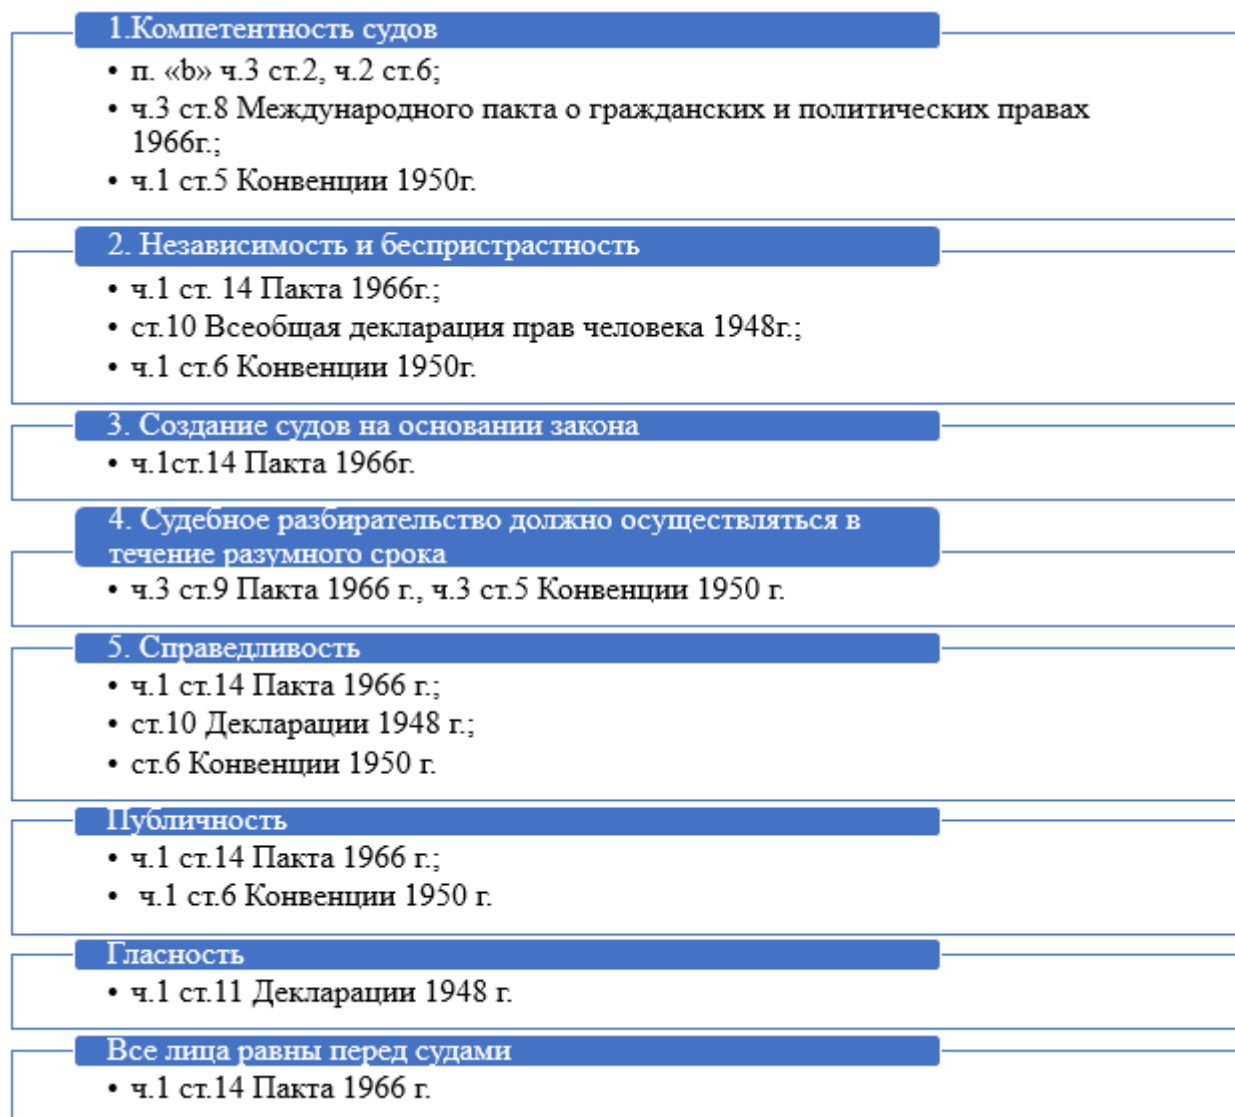 1.Компетентность судов
• п. «b» ч.3 ст.2, ч.2 ст.6;
• ч.3 ст.8 Международного пакта о гражданских и политических правах
1966г.;
• ч.1 ст.5 Конвенции 1950г.
2. Независимость и беспристрастность
• ч.1 ст. 14 Пакта 1966г.;
• ст.10 Всеобщая декларация прав человека 1948г.;
• ч.1 ст.6 Конвенции 1950г.
3. Создание судов на основании закона
• ч.1ст.14 Пакта 1966г.
4. Судебное разбирательство должно осуществляться в
течение разумного срока
• ч.3 ст.9 Пакта 1966 г., ч.3 ст.5 Конвенции 1950 г.
5. Справедливость
• ч.1 ст.14 Пакта 1966 г.;
• ст.10 Декларации 1948 г.;
• ст.6 Конвенции 1950 г.
Публичность
• ч.1 ст.14 Пакта 1966 г.;
• ч.1 ст.6 Конвенции 1950 г.
Гласность
• ч.1 ст.11 Декларации 1948 г.
Все лица равны перед судами
• ч.1 ст.14 Пакта 1966 г.